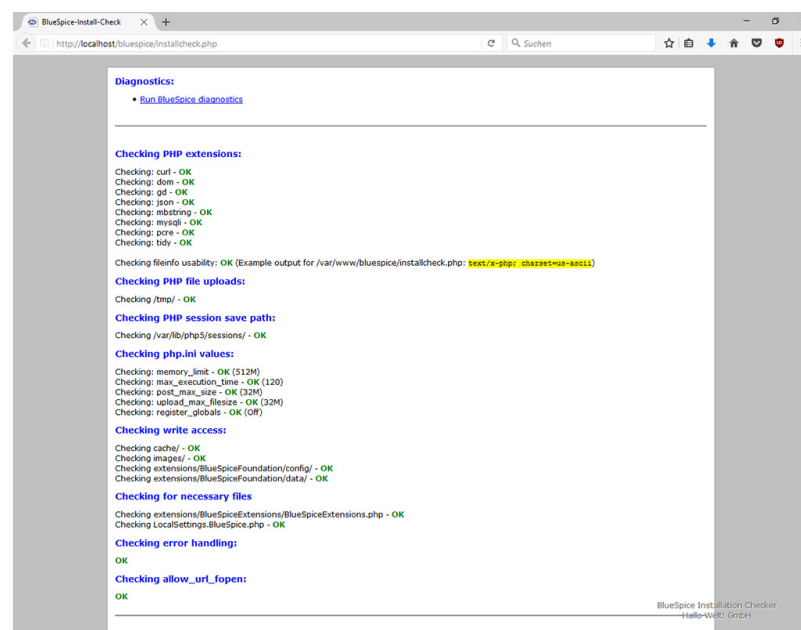 BlueSpice-Install-Check
http://localhost/bluespice/installcheck.php
Suchen
Diagnostics:
Run BlueSpice diagnostics
Checking PHP extensions:
Checking: curl - OK
Checking: dom - OK
Checking: gd - OK
Checking: json - OK
Checking: mbstring - OK
Checking: mysqli - OK
Checking: pcre - OK
Checking: tidy - OK
Checking fileinfo usability: OK (Example output for /var/www/bluespice/installcheck.php: text/x-php; charset=us-ascii)
Checking PHP file uploads:
Checking /tmp/ - OK
Checking PHP session save path:
Checking /var/lib/php5/sessions/ - OK
Checking php.ini values:
Checking: memory_limit - OK (512M)
Checking: max_execution_time - OK (120)
Checking: post_max_size - OK (32M)
Checking: upload_max_filesize - OK (32M)
Checking: register_globals - OK (Off)
Checking write access:
Checking cache/ - OK
Checking images/ - OK
Checking extensions/BlueSpiceFoundation/config/ - OK
Checking extensions/BlueSpiceFoundation/data/ - OK
Checking for necessary files
Checking extensions/BlueSpiceExtensions/BlueSpiceExtensions.php - OK
Checking LocalSettings.BlueSpice.php - OK
Checking error handling:
OK
Checking allow_url_fopen:
OK
BlueSpice Installation Checker
Hallo Welt! GmbH